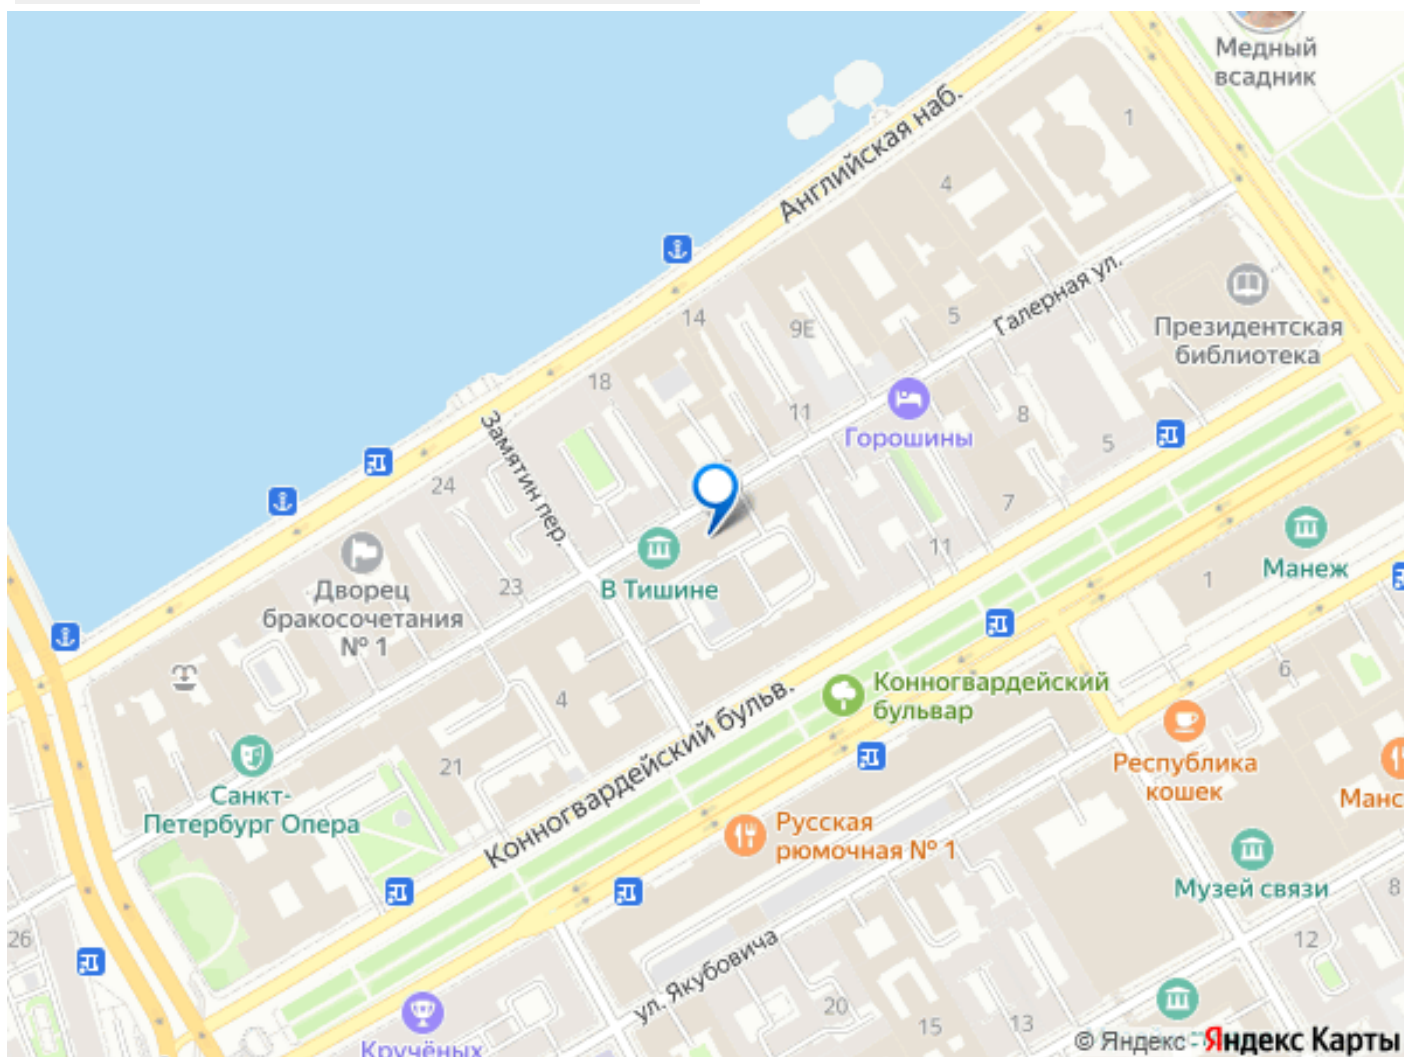 Медный
всадник
1
Английская наб.
4
Галерная ул.
Президентская
библиотека
14
9Е
5
18
11
Горошины
8
5
Замятин пер.
24
7
11
Манеж
1
В Тишине
23
Дворец
бракосочетания
№ 1
4
6
Конногвардейский
бульвар
Конногвардейский бульв.
21
Республика
кошек
Санкт-
Петербург Опера
Манс
Русская
рюмочная № 1
Музей связи
8
26
12
ул. Якубовича
20
15
13
Кручёных
© Яндекс
Яндекс Карты